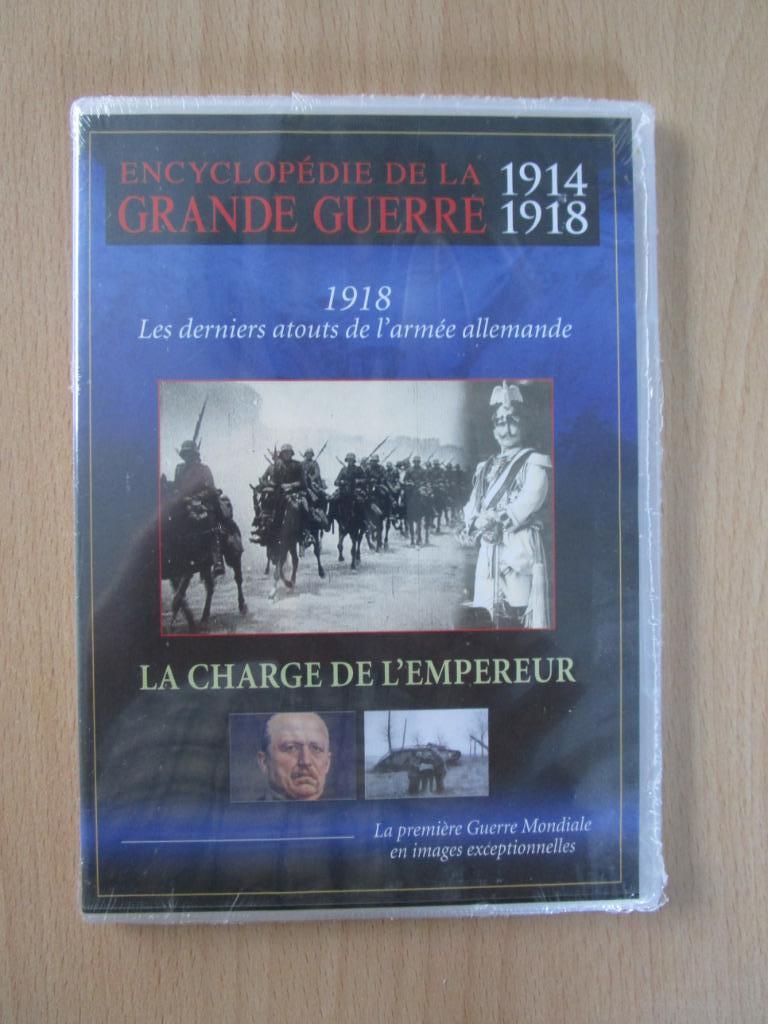 ENCYCLOPÉDIE DE LA
GRANDE GUERRE
1914
1918
1918
Les derniers atouts de l'armée allemande
LA CHARGE DE L'EMPEREUR
La première Guerre Mondiale
en images exceptionnelles